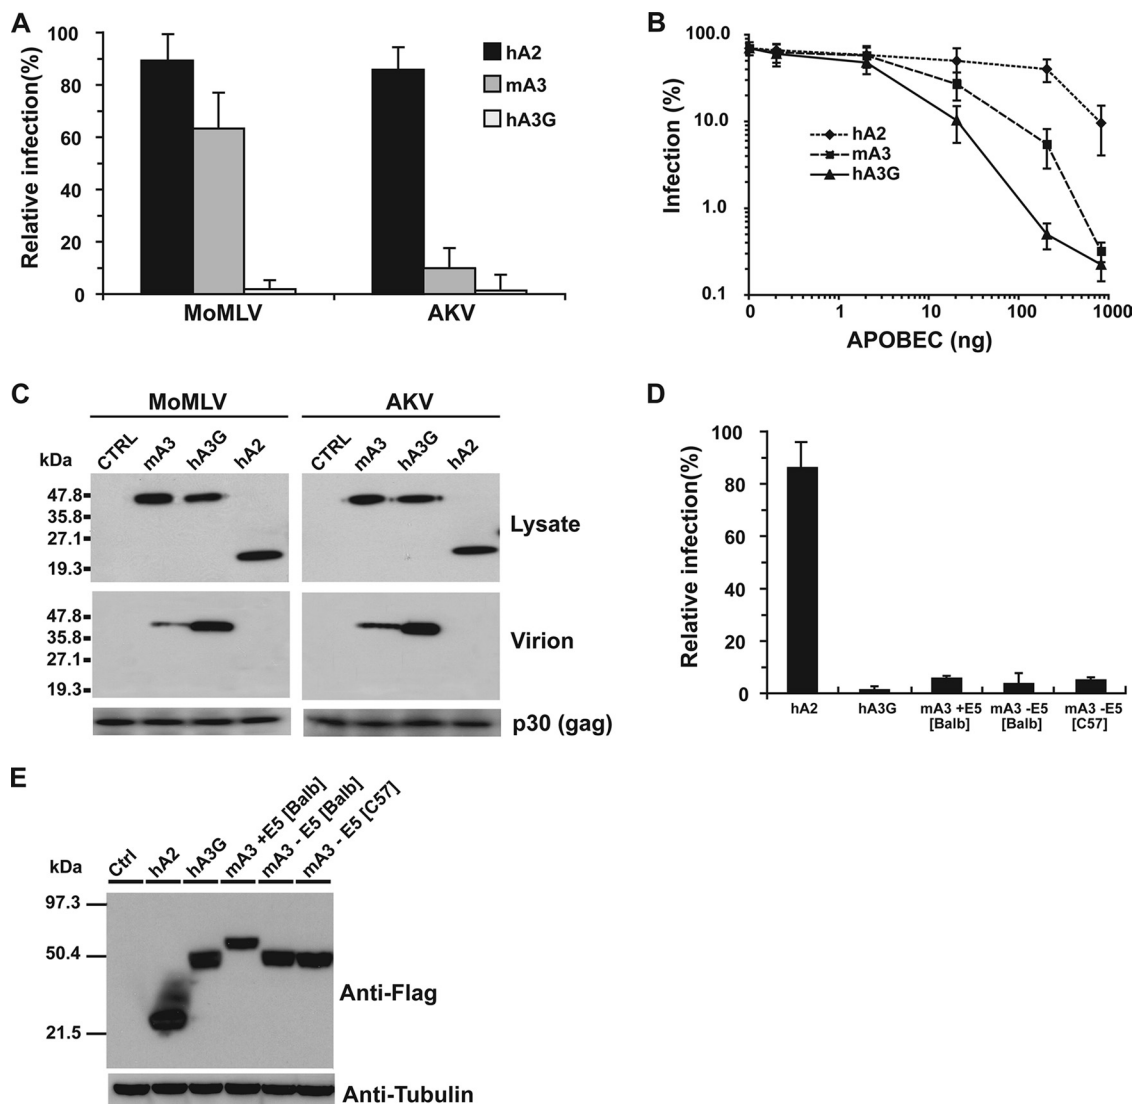 A
Relative infection(%)
100
80
60
40
20
0
hA2
mA3
hA3G
MoMLV
AKV
B
Infection (%)
100.0
10.0
1.0
0.1
hA2
mA3
hA3G
0
1
10
100
1000
APOBEC (ng)
C
MoMLV
AKV
kDa
CTRL
mA3
hA3G
hA2
CTRL
mA3
hA3G
hA2
47.8
35.8
27.1
19.3
Lysate
47.8
35.8
27.1
19.3
Virion
p30 (gag)
D
Relative infection(%)
100
80
60
40
20
0
hA2
hA3G
mA3 +E5
[Balb]
mA3 -E5
[Balb]
mA3 -E5
[C57]
E
kDa
Ctrl
hA2
hA3G
mA3 +E5 [Balb]
mA3 - E5 [Balb]
mA3 - E5 [C57]
97.3
50.4
21.5
Anti-Flag
Anti-Tubulin